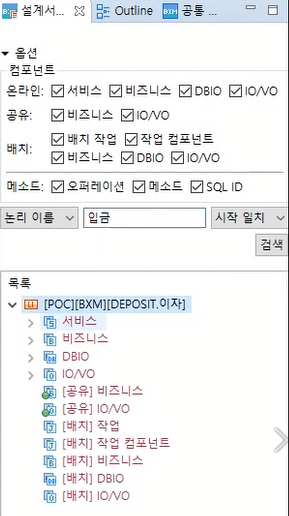 설계서... Outline 공통 ...
옵션
컴포넌트
온라인: 서비스 비즈니스 DBIO IO/VO
공유: 비즈니스 IO/VO
배치: 배치 작업 작업 컴포넌트
비즈니스 DBIO IO/VO
메소드: 오퍼레이션 메소드 SQL ID
논리 이름 입금 시작 일치
검색
목록
[POC][BXM][DEPOSIT.이자]
서비스
비즈니스
DBIO
IO/VO
[공유] 비즈니스
[공유] IO/VO
[배치] 작업
[배치] 작업 컴포넌트
[배치] 비즈니스
[배치] DBIO
[배치] IO/VO